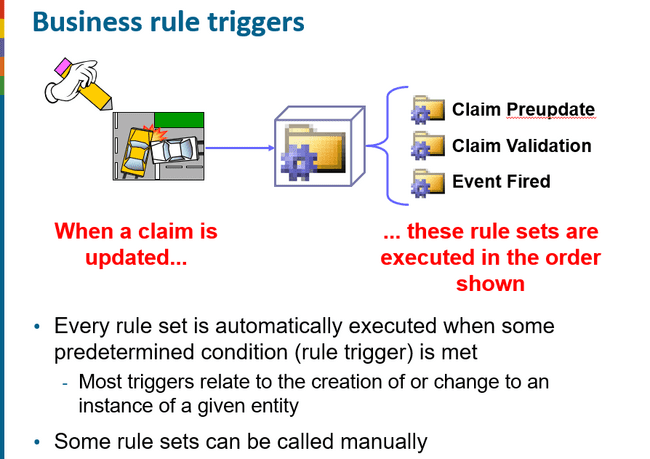 Business rule triggers
Claim Preupdate
Claim Validation
Event Fired
When a claim is
updated...
... these rule sets are
executed in the order
shown
• Every rule set is automatically executed when some
predetermined condition (rule trigger) is met
- Most triggers relate to the creation of or change to an
instance of a given entity
• Some rule sets can be called manually